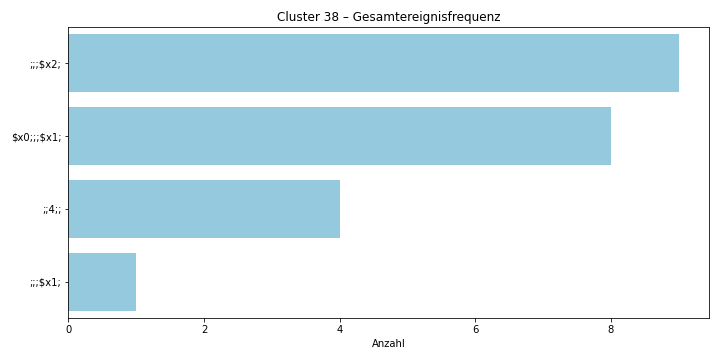 Cluster 38 – Gesamtereignisfrequenz
;;;$x2;
$x0;;;$x1;
;;4;;
;;;$x1;
0 2 4 6 8
Anzahl